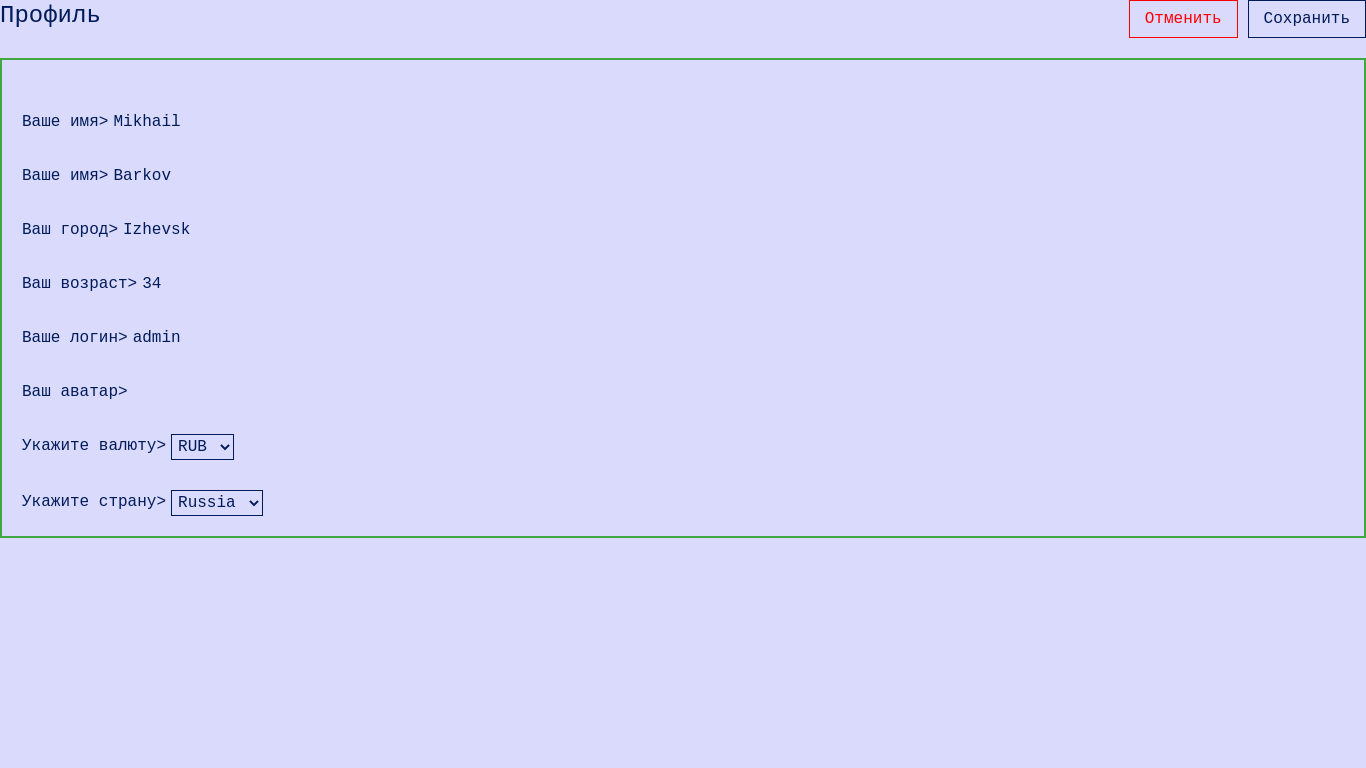 Профиль
Отменить
Сохранить
Ваше имя> Mikhail
Ваше имя> Barkov
Ваш город> Izhevsk
Ваш возраст> 34
Ваше логин> admin
Ваш аватар>
Укажите валюту> RUB
Укажите страну> Russia